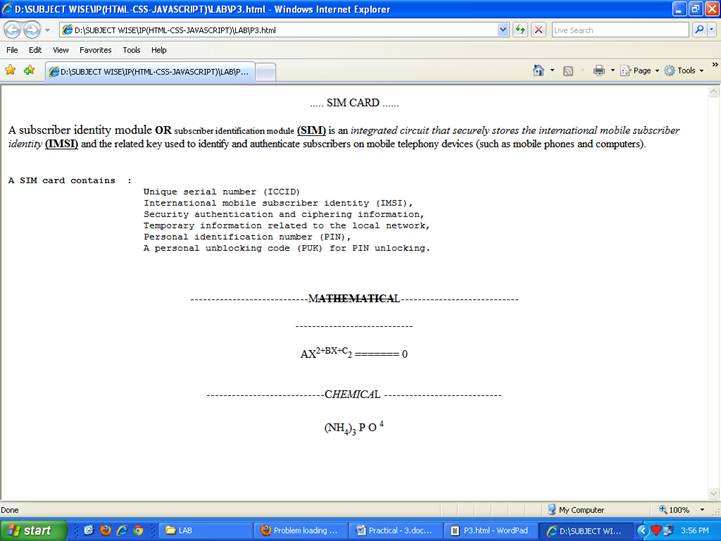 D:\SUBJECT WISE\IP(HTML-CSS-JAVASCRIPT)\LAB\P3.html - Windows Internet Explorer
D:\SUBJECT WISE\IP(HTML-CSS-JAVASCRIPT)\LAB\P3.html
Live Search
File Edit View Favorites Tools Help
D:\SUBJECT WISE\IP(HTML-CSS-JAVASCRIPT)\LAB\P...
Page Tools
..... SIM CARD ......
A subscriber identity module OR subscriber identification module (SIM) is an integrated circuit that securely stores the international mobile subscriber
identity (IMSI) and the related key used to identify and authenticate subscribers on mobile telephony devices (such as mobile phones and computers).
A SIM card contains :
Unique serial number (ICCID)
International mobile subscriber identity (IMSI),
Security authentication and ciphering information,
Temporary information related to the local network,
Personal identification number (PIN),
A personal unblocking code (PUK) for PIN unlocking.
----------------------------MATHEMATICAL----------------------------
----------------------------
AX2+BX+C2 ======= 0
----------------------------CHEMICAL ----------------------------
(NH4)3 P O 4
Done My Computer 100%
start LAB Problem loading ... Practical - 3.doc... P3.html - WordPad D:\SUBJECT WI... 3:56 PM